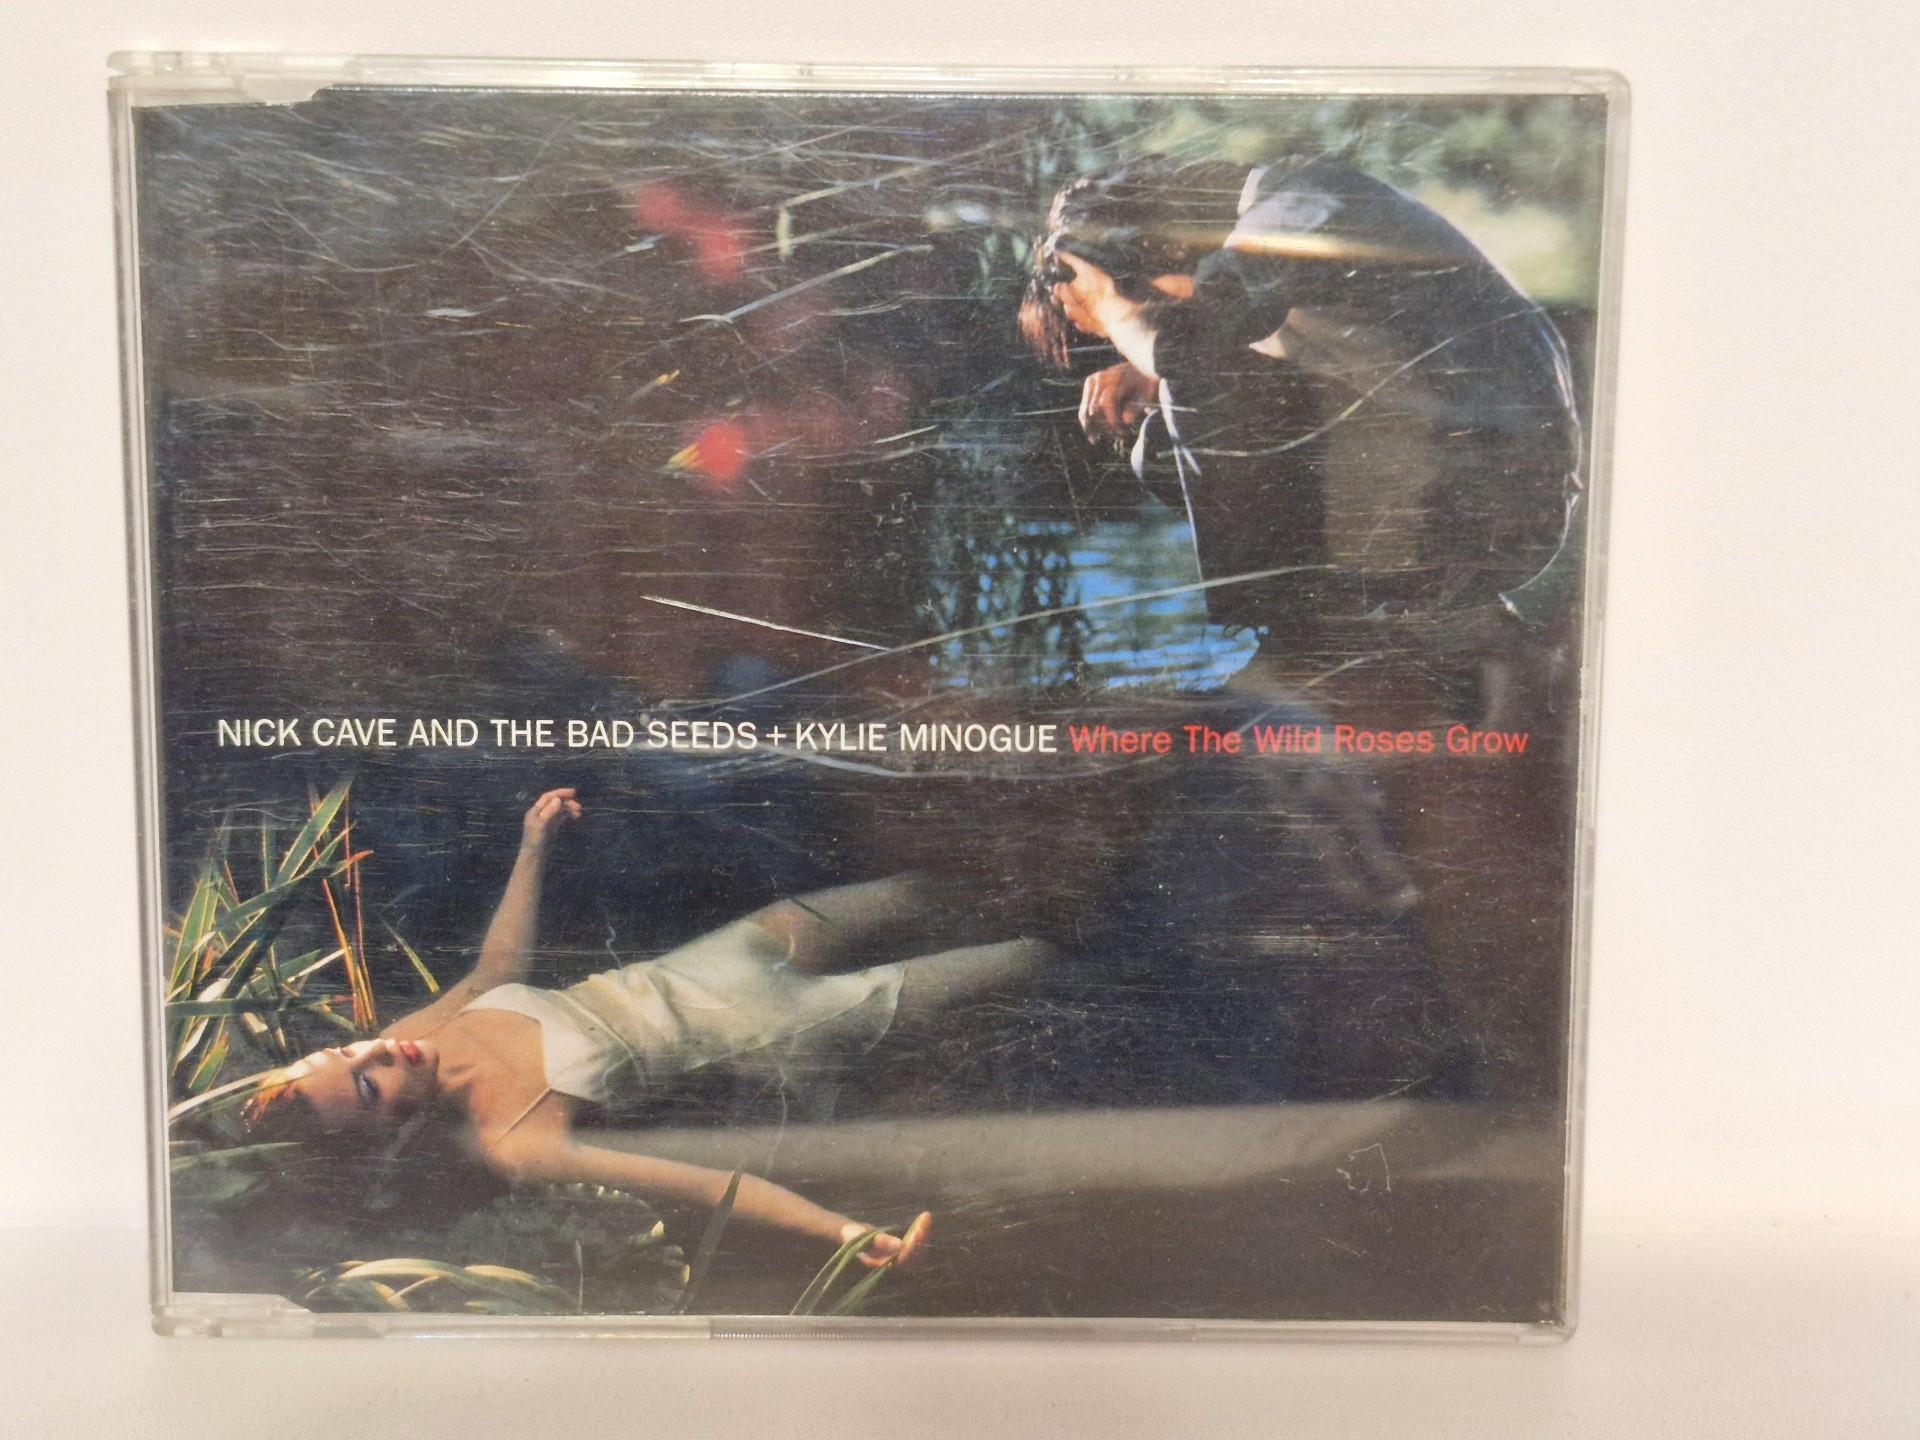 NICK CAVE AND THE BAD SEEDS + KYLIE MINOGUE Where The Wild Roses Grow